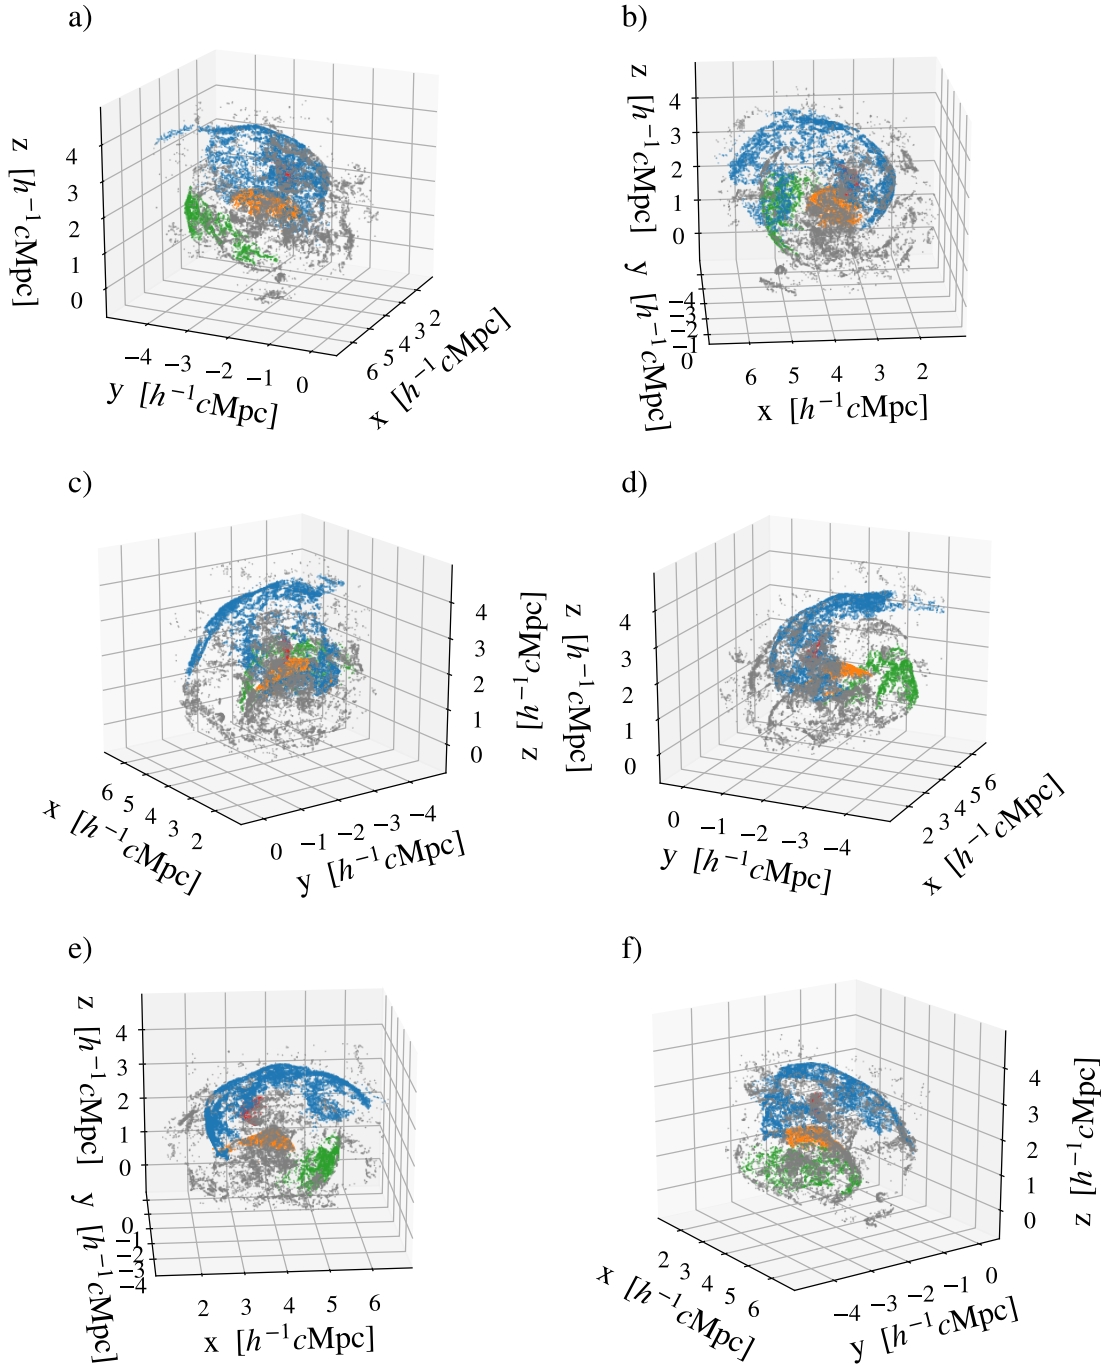 a)
z [h⁻¹cMpc]
4
3
2
1
0
−4 −3 −2 −1 0
y [h⁻¹cMpc]
6 5 4 3 2
x [h⁻¹cMpc]
b)
z [h⁻¹cMpc]
4
3
2
1
0
y [h⁻¹cMpc]
−4
−3
−2
−1
0
6 5 4 3 2
x [h⁻¹cMpc]
c)
z [h⁻¹cMpc]
4
3
2
1
0
6 5 4 3 2
x [h⁻¹cMpc]
0 −1 −2 −3 −4
y [h⁻¹cMpc]
d)
z [h⁻¹cMpc]
4
3
2
1
0
0 −1 −2 −3 −4
y [h⁻¹cMpc]
2 3 4 5 6
x [h⁻¹cMpc]
e)
z [h⁻¹cMpc]
4
3
2
1
0
y [h⁻¹cMpc]
0
−1
−2
−3
−4
2 3 4 5 6
x [h⁻¹cMpc]
f)
z [h⁻¹cMpc]
4
3
2
1
0
2 3 4 5 6
x [h⁻¹cMpc]
−4 −3 −2 −1 0
y [h⁻¹cMpc]